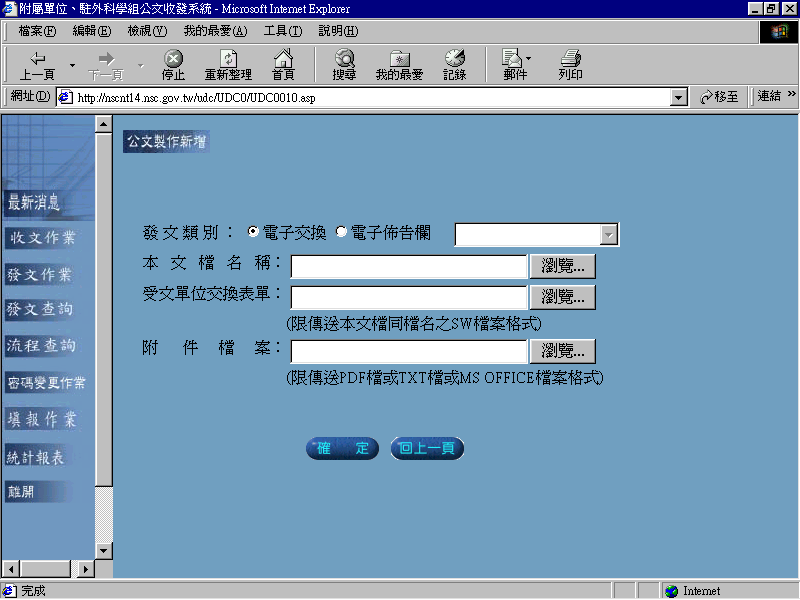 附屬單位、駐外科學組公文收發系統 - Microsoft Internet Explorer
檔案(F) 編輯(E) 檢視(V) 我的最愛(A) 工具(T) 說明(H)
上一頁 下一頁 停止 重新整理 首頁 搜尋 我的最愛 記錄 郵件 列印
網址(D) http://nscnt14.nsc.gov.tw/udc/UDC0/UDC0010.asp 移至 連結 »
公文製作新增
最新消息
收文作業
發文作業
發文查詢
流程查詢
密碼變更作業
填報作業
統計報表
離開
發文類別： 電子交換 電子佈告欄
本文檔名稱： 瀏覽...
受文單位交換表單： 瀏覽...
(限傳送本文檔同檔名之SW檔案格式)
附件檔案： 瀏覽...
(限傳送PDF檔或TXT檔或MS OFFICE檔案格式)
確定 回上一頁
完成 Internet